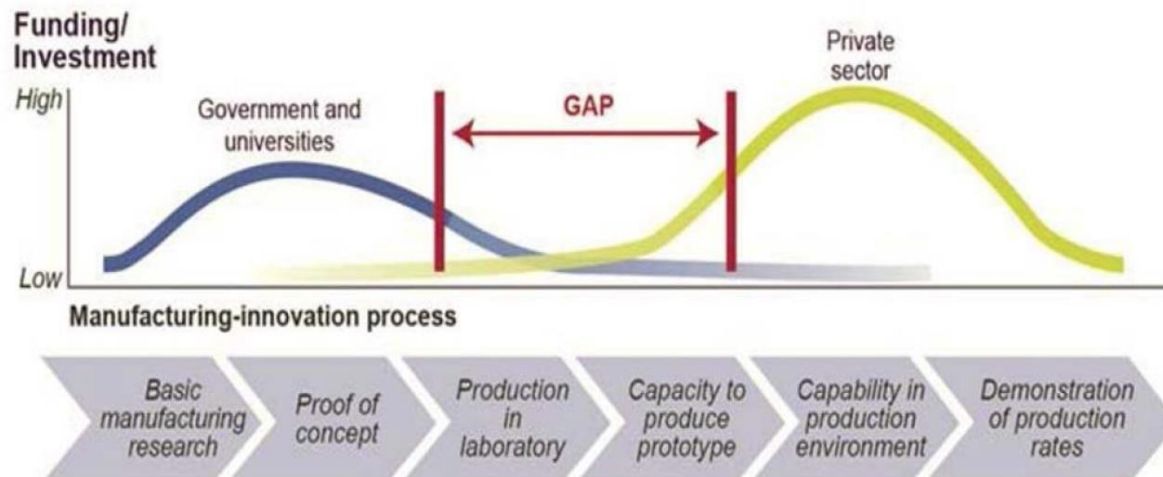 Funding/
Investment
High
Government and
universities
GAP
Private
sector
Low
Manufacturing-innovation process
Basic
manufacturing
research
Proof of
concept
Production
in
laboratory
Capacity to
produce
prototype
Capability in
production
environment
Demonstration
of production
rates